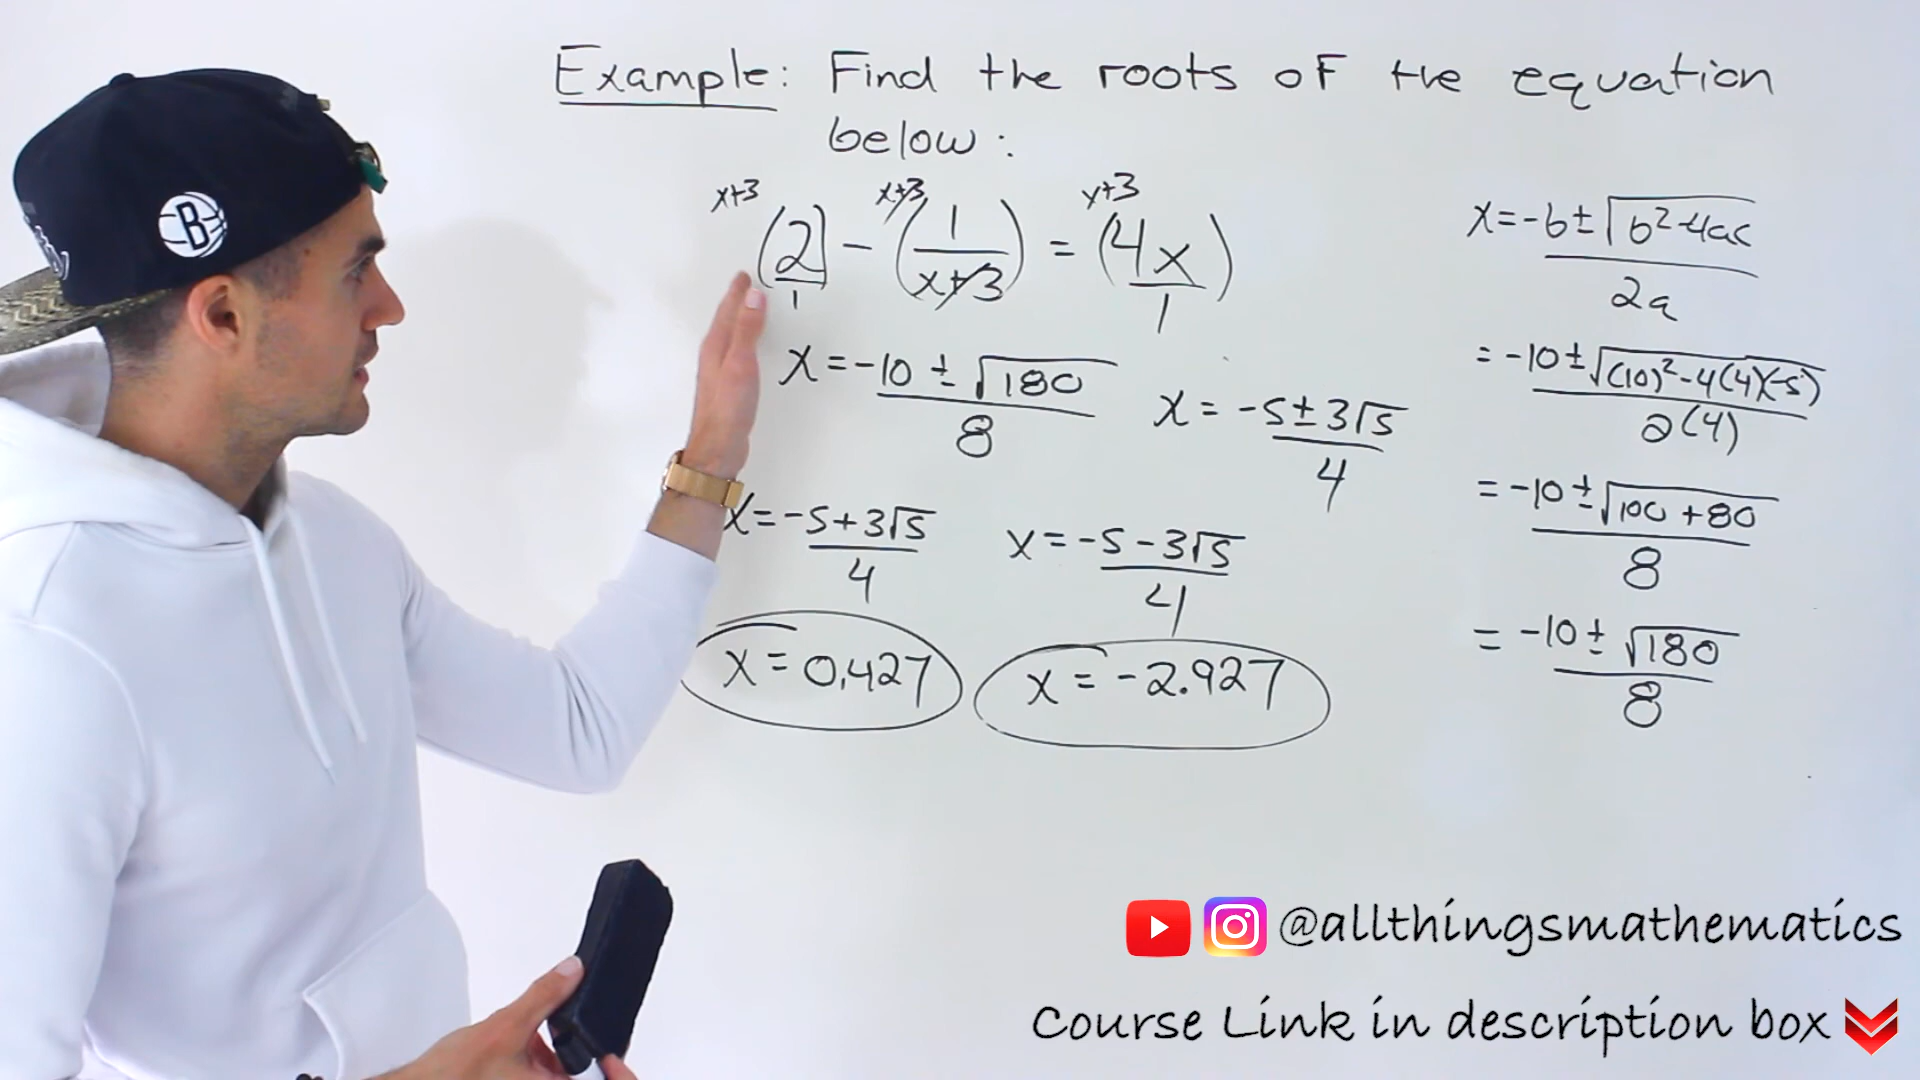 Example: Find the roots of the equation
below:
x+3 (2/1) - x+3 (1/(x+3)) = x+3 (4x/1)
x = (-10 ± √180)/8
x = (-5 ± 3√5)/4
x = (-5 + 3√5)/4
x = (-5 - 3√5)/4
x = 0.427
x = -2.927
x = (-b ± √(b² - 4ac))/2a
= (-10 ± √((10)² - 4(4)(-5)))/2(4)
= (-10 ± √(100 + 80))/8
= (-10 ± √180)/8
B
@allthingsmathematics
Course Link in description box